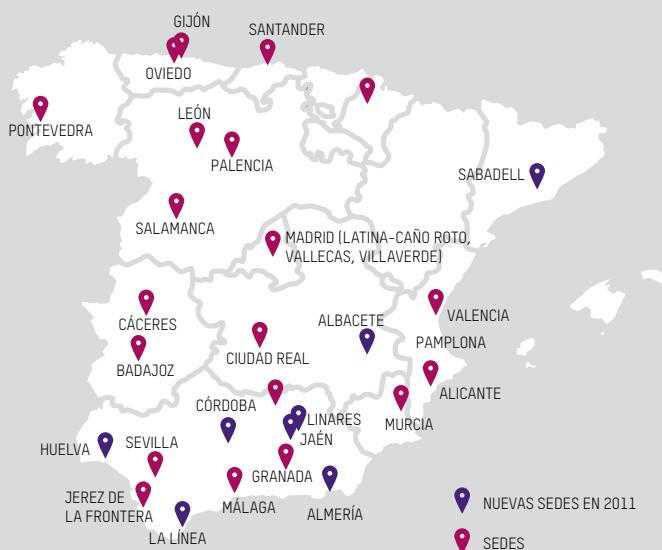 GIJÓN
SANTANDER
OVIEDO
LEÓN
PONTEVEDRA
PALENCIA
SABADELL
SALAMANCA
MADRID (LATINA-CAÑO ROTO,
VALLECAS, VILLAVERDE)
CÁCERES
ALBACETE
VALENCIA
PAMPLONA
CIUDAD REAL
BADAJOZ
ALICANTE
CÓRDOBA
LINARES
MURCIA
HUELVA
SEVILLA
JAÉN
GRANADA
JEREZ DE
LA FRONTERA
MÁLAGA
ALMERÍA
LA LÍNEA
NUEVAS SEDES EN 2011
SEDES